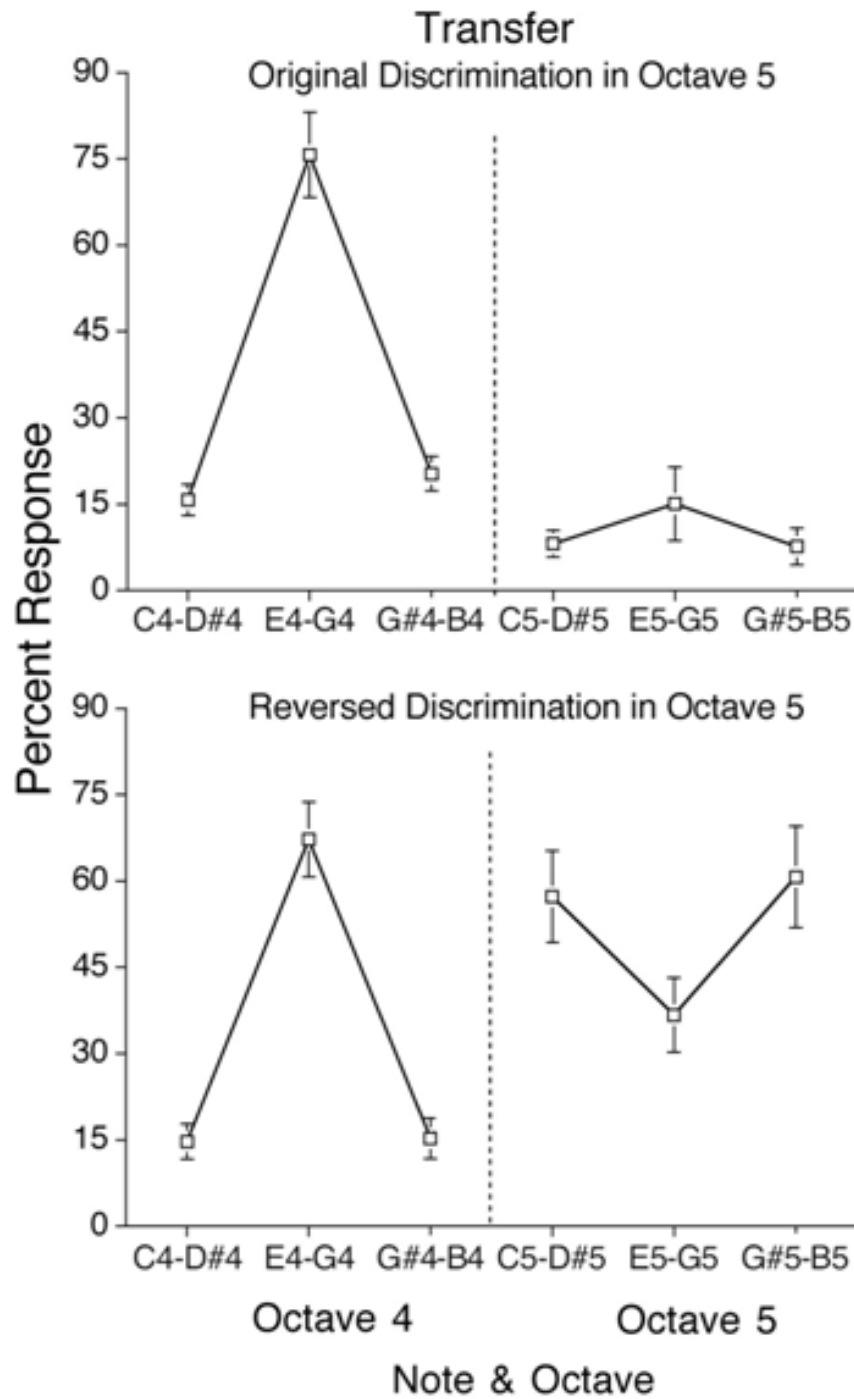 Transfer
Original Discrimination in Octave 5
90
75
60
45
30
15
0
C4-D#4 E4-G4 G#4-B4 C5-D#5 E5-G5 G#5-B5
Percent Response
Reversed Discrimination in Octave 5
90
75
60
45
30
15
0
C4-D#4 E4-G4 G#4-B4 C5-D#5 E5-G5 G#5-B5
Octave 4 Octave 5
Note & Octave